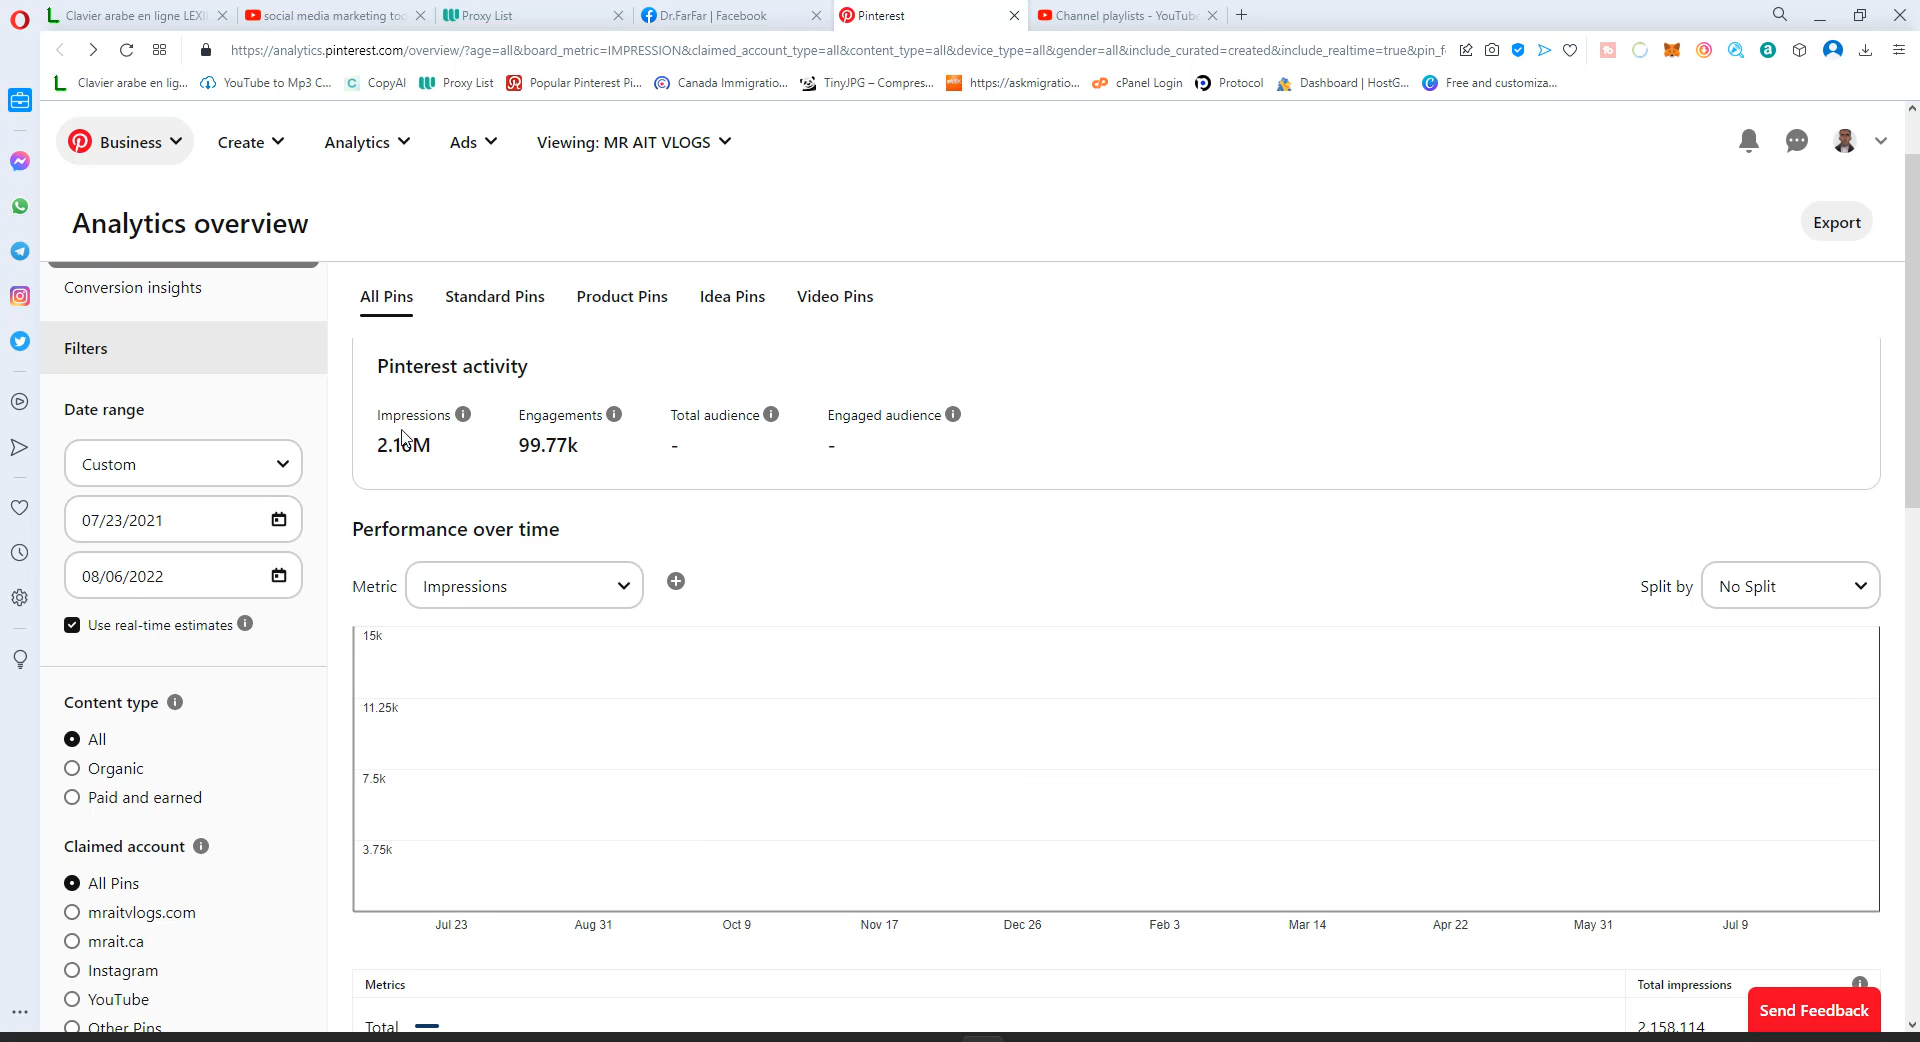 Clavier arabe en ligne LEXI
social media marketing too
Proxy List
Dr.FarFar | Facebook
Pinterest
Channel playlists - YouTube
https://analytics.pinterest.com/overview/?age=all&board_metric=IMPRESSION&claimed_account_type=all&content_type=all&device_type=all&gender=all&include_curated=created&include_realtime=true&pin_f
Clavier arabe en lig...
YouTube to Mp3 C...
CopyAI
Proxy List
Popular Pinterest Pi...
Canada Immigratio...
TinyJPG – Compres...
https://askmigratio...
cPanel Login
Protocol
Dashboard | HostG...
Free and customiza...
Business
Create
Analytics
Ads
Viewing: MR AIT VLOGS
Analytics overview
Export
Conversion insights
Filters
Date range
Custom
07/23/2021
08/06/2022
Use real-time estimates
Content type
All
Organic
Paid and earned
Claimed account
All Pins
mraitvlogs.com
mrait.ca
Instagram
YouTube
Other Pins
All Pins
Standard Pins
Product Pins
Idea Pins
Video Pins
Pinterest activity
Impressions
Engagements
Total audience
Engaged audience
2.16M
99.77k
-
-
Performance over time
Metric
Impressions
Split by
No Split
15k
11.25k
7.5k
3.75k
Jul 23
Aug 31
Oct 9
Nov 17
Dec 26
Feb 3
Mar 14
Apr 22
May 31
Jul 9
Metrics
Total impressions
Total
2,158,114
Send Feedback